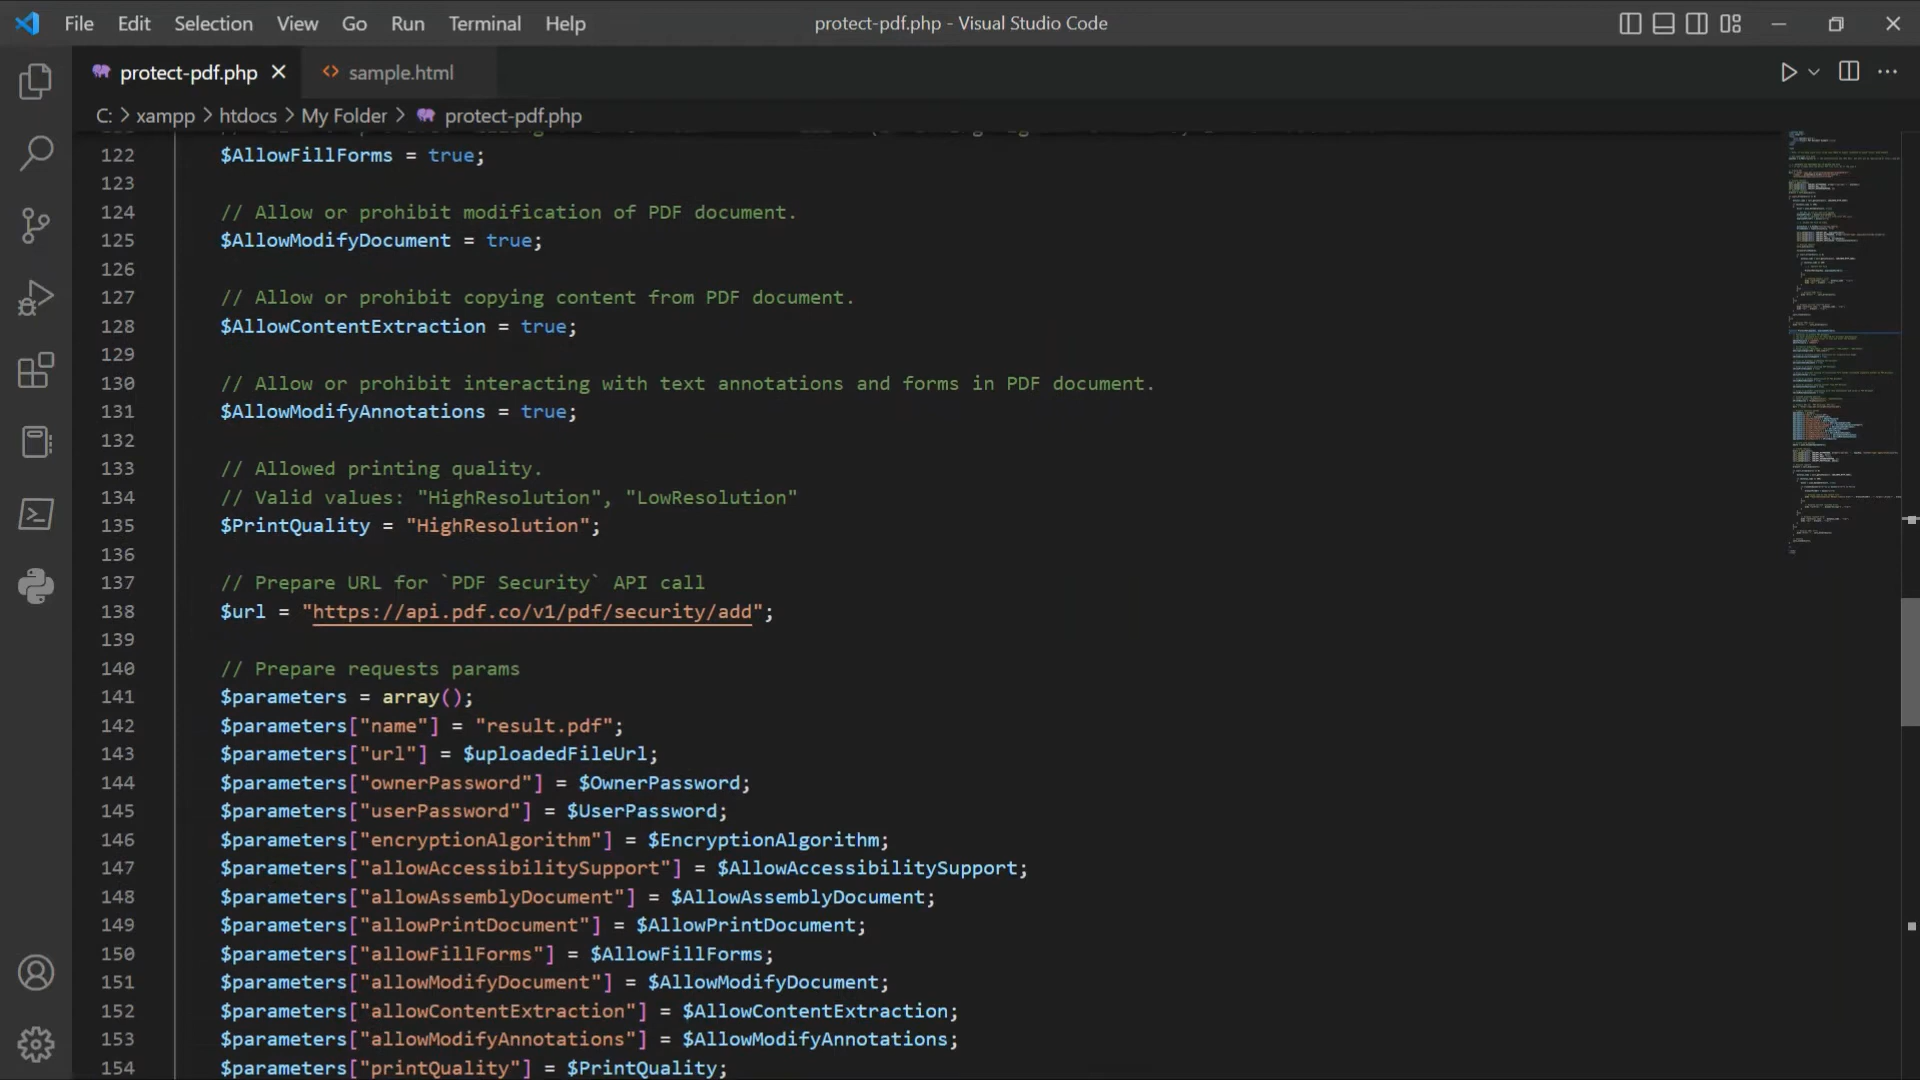 File Edit Selection View Go Run Terminal Help protect-pdf.php - Visual Studio Code
protect-pdf.php sample.html
C: > xampp > htdocs > My Folder > protect-pdf.php
122 $AllowFillForms = true;
123
124 // Allow or prohibit modification of PDF document.
125 $AllowModifyDocument = true;
126
127 // Allow or prohibit copying content from PDF document.
128 $AllowContentExtraction = true;
129
130 // Allow or prohibit interacting with text annotations and forms in PDF document.
131 $AllowModifyAnnotations = true;
132
133 // Allowed printing quality.
134 // Valid values: "HighResolution", "LowResolution"
135 $PrintQuality = "HighResolution";
136
137 // Prepare URL for `PDF Security` API call
138 $url = "https://api.pdf.co/v1/pdf/security/add";
139
140 // Prepare requests params
141 $parameters = array();
142 $parameters["name"] = "result.pdf";
143 $parameters["url"] = $uploadedFileUrl;
144 $parameters["ownerPassword"] = $OwnerPassword;
145 $parameters["userPassword"] = $UserPassword;
146 $parameters["encryptionAlgorithm"] = $EncryptionAlgorithm;
147 $parameters["allowAccessibilitySupport"] = $AllowAccessibilitySupport;
148 $parameters["allowAssemblyDocument"] = $AllowAssemblyDocument;
149 $parameters["allowPrintDocument"] = $AllowPrintDocument;
150 $parameters["allowFillForms"] = $AllowFillForms;
151 $parameters["allowModifyDocument"] = $AllowModifyDocument;
152 $parameters["allowContentExtraction"] = $AllowContentExtraction;
153 $parameters["allowModifyAnnotations"] = $AllowModifyAnnotations;
154 $parameters["printQuality"] = $PrintQuality;